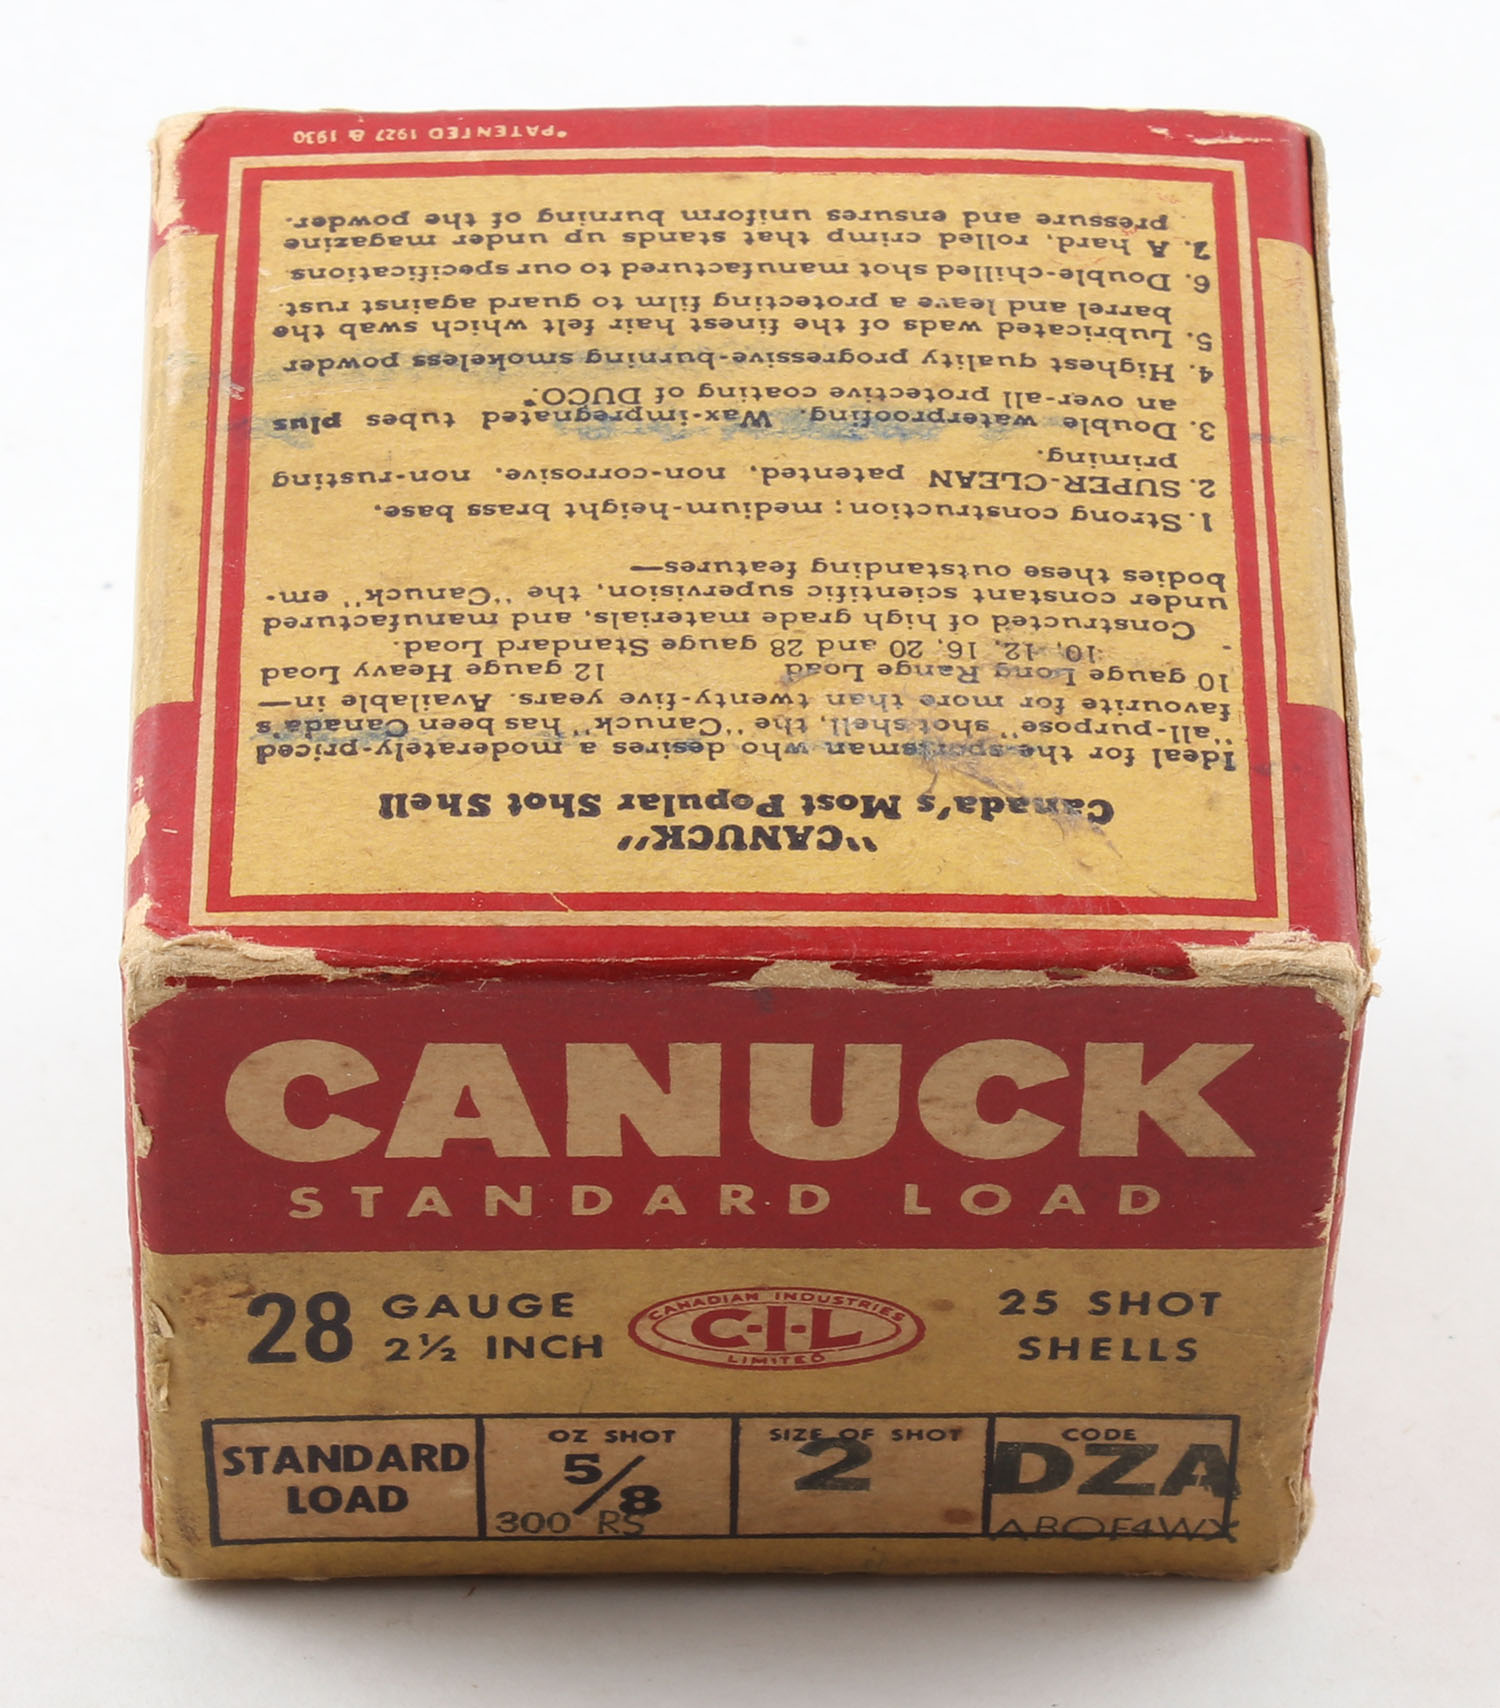 "CANUCK"
Canada's Most Popular Shot Shell
Ideal for the sportsman who desires a moderately-priced
"all-purpose" shot shell, the "Canuck" has been Canada's
favourite for more than twenty-five years. Available in—
10 gauge Long Range Load 12 gauge Heavy Load
10, 12, 16, 20 and 28 gauge Standard Load.
Constructed of high grade materials, and manufactured
under constant scientific supervision, the "Canuck" em-
bodies these outstanding features—
1. Strong construction; medium-height brass base.
2. SUPER-CLEAN patented, non-corrosive, non-rusting
priming.
3. Double waterproofing. Wax-impregnated tubes plus
an over-all protective coating of DUCO*.
4. Highest quality progressive-burning smokeless powder
5. Lubricated wads of the finest hair felt which swab the
barrel and leave a protecting film to guard against rust.
6. Double-chilled shot manufactured to our specifications
7. A hard, rolled crimp that stands up under magazine
pressure and ensures uniform burning of the powder.
*PATENTED 1927 & 1930
CANUCK
STANDARD LOAD
28 GAUGE
2½ INCH
CANADIAN INDUSTRIES
C-I-L
LIMITED
25 SHOT
SHELLS
STANDARD
LOAD
OZ SHOT
5/8
300 RS
SIZE OF SHOT
2
CODE
DZA